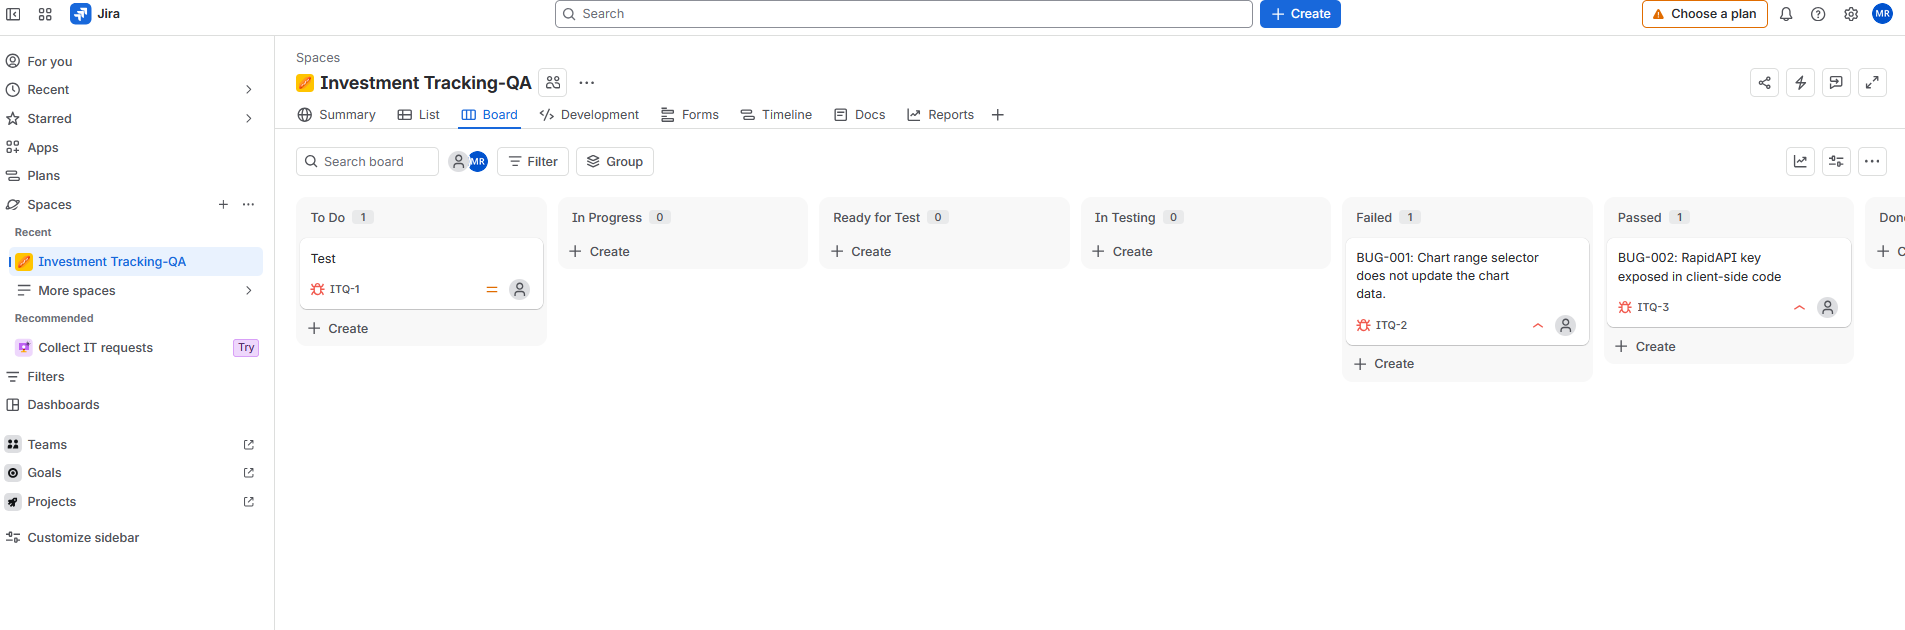 Jira
Search
Create
Choose a plan
MR
For you
Recent
Starred
Apps
Plans
Spaces
Recent
Investment Tracking-QA
More spaces
Recommended
Collect IT requests
Try
Filters
Dashboards
Teams
Goals
Projects
Customize sidebar
Spaces
Investment Tracking-QA
Summary
List
Board
Development
Forms
Timeline
Docs
Reports
Search board
MR
Filter
Group
To Do 1
Test
ITQ-1
Create
In Progress 0
Create
Ready for Test 0
Create
In Testing 0
Create
Failed 1
BUG-001: Chart range selector
does not update the chart
data.
ITQ-2
Create
Passed 1
BUG-002: RapidAPI key
exposed in client-side code
ITQ-3
Create